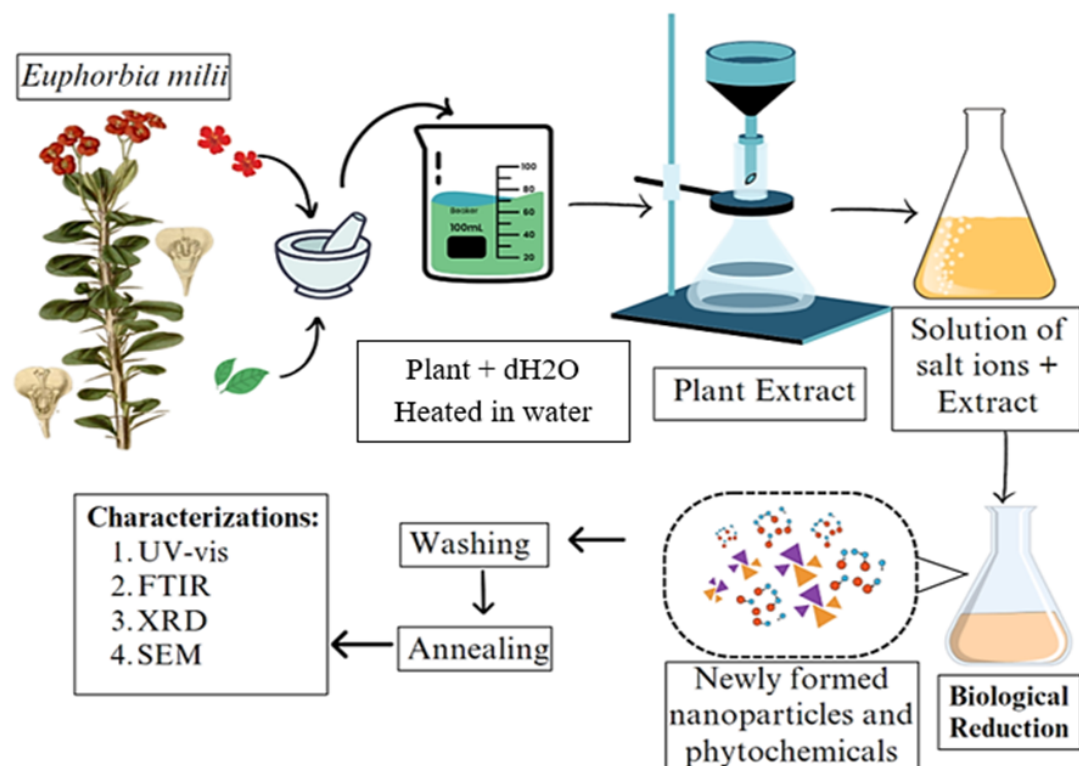 Euphorbia milii
100
80
60
40
20
Beaker
100mL
Plant + dH2O
Heated in water
Plant Extract
Solution of
salt ions +
Extract
Characterizations:
1. UV-vis
2. FTIR
3. XRD
4. SEM
Washing
Annealing
Newly formed
nanoparticles and
phytochemicals
Biological
Reduction